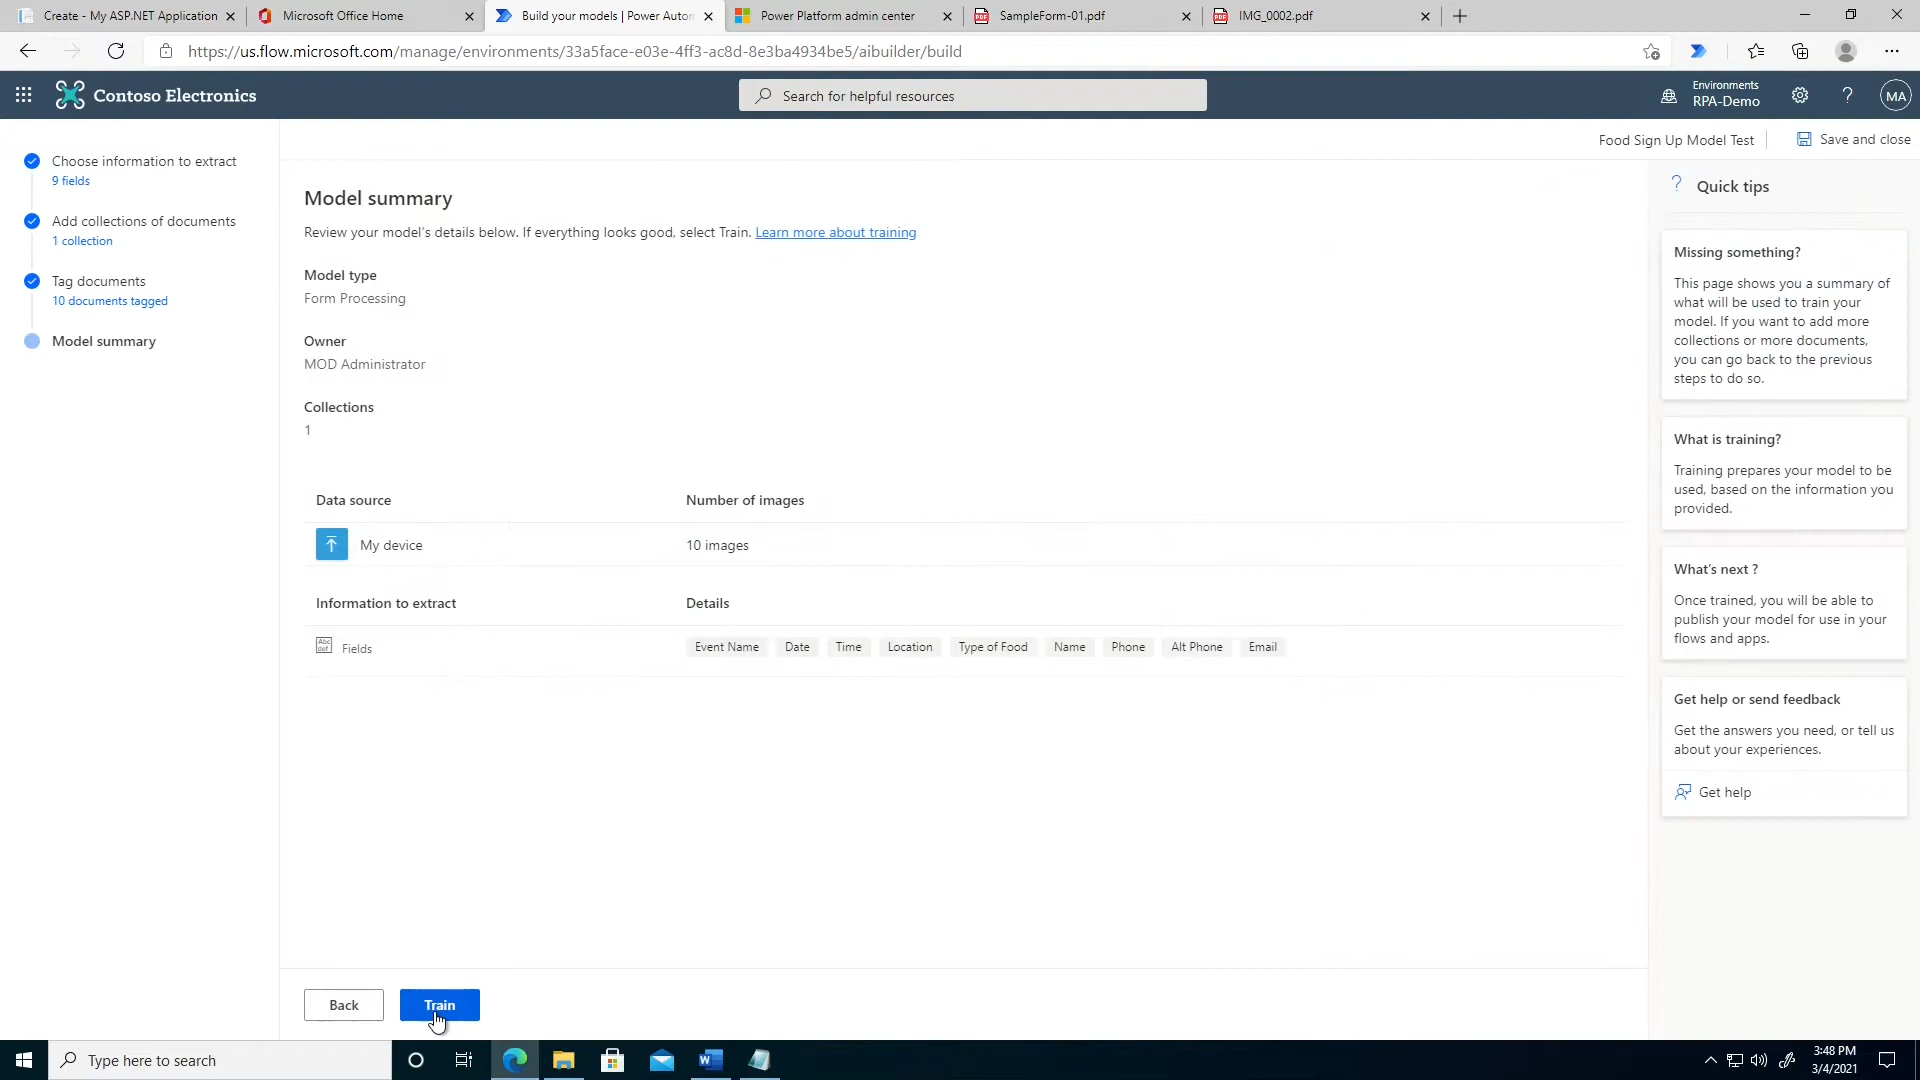 Create - My ASP.NET Application
Microsoft Office Home
Build your models | Power Autom
Power Platform admin center
SampleForm-01.pdf
IMG_0002.pdf
https://us.flow.microsoft.com/manage/environments/33a5face-e03e-4ff3-ac8d-8e3ba4934be5/aibuilder/build
Contoso Electronics
Search for helpful resources
Environments
RPA-Demo
?
MA
Food Sign Up Model Test
Save and close
Choose information to extract
9 fields
Add collections of documents
1 collection
Tag documents
10 documents tagged
Model summary
Model summary
Review your model's details below. If everything looks good, select Train. Learn more about training
Model type
Form Processing
Owner
MOD Administrator
Collections
1
Data source Number of images
My device 10 images
Information to extract Details
Fields Event Name Date Time Location Type of Food Name Phone Alt Phone Email
Back
Train
? Quick tips
Missing something?
This page shows you a summary of
what will be used to train your
model. If you want to add more
collections or more documents,
you can go back to the previous
steps to do so.
What is training?
Training prepares your model to be
used, based on the information you
provided.
What's next ?
Once trained, you will be able to
publish your model for use in your
flows and apps.
Get help or send feedback
Get the answers you need, or tell us
about your experiences.
Get help
Type here to search
3:48 PM
3/4/2021